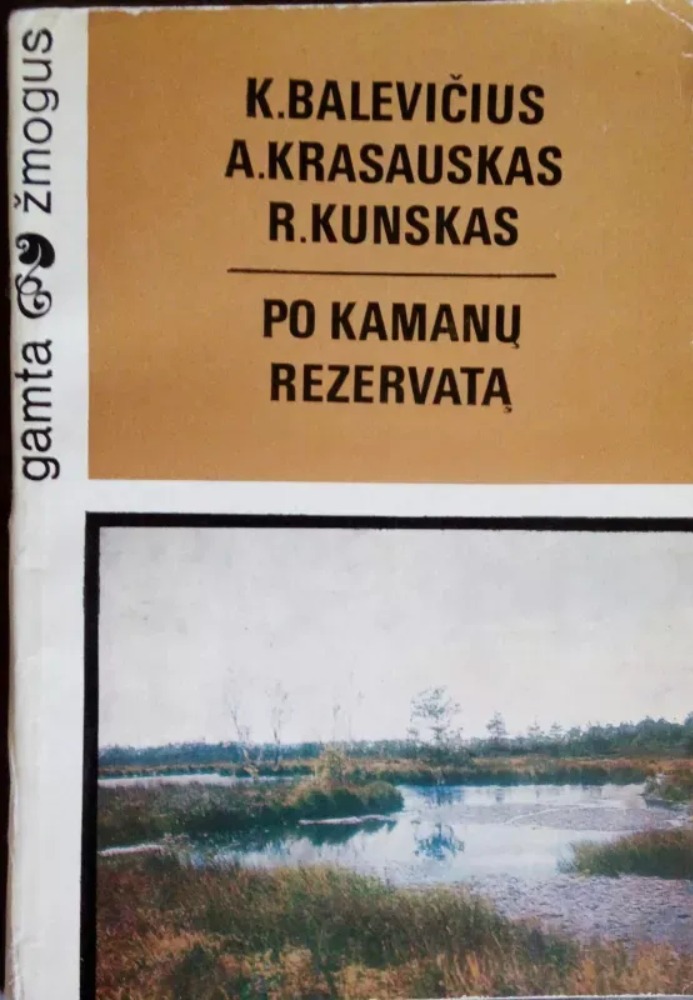 K.BALEVIČIUS
A.KRASAUSKAS
R.KUNSKAS
PO KAMANŲ
REZERVATĄ
gamta žmogus